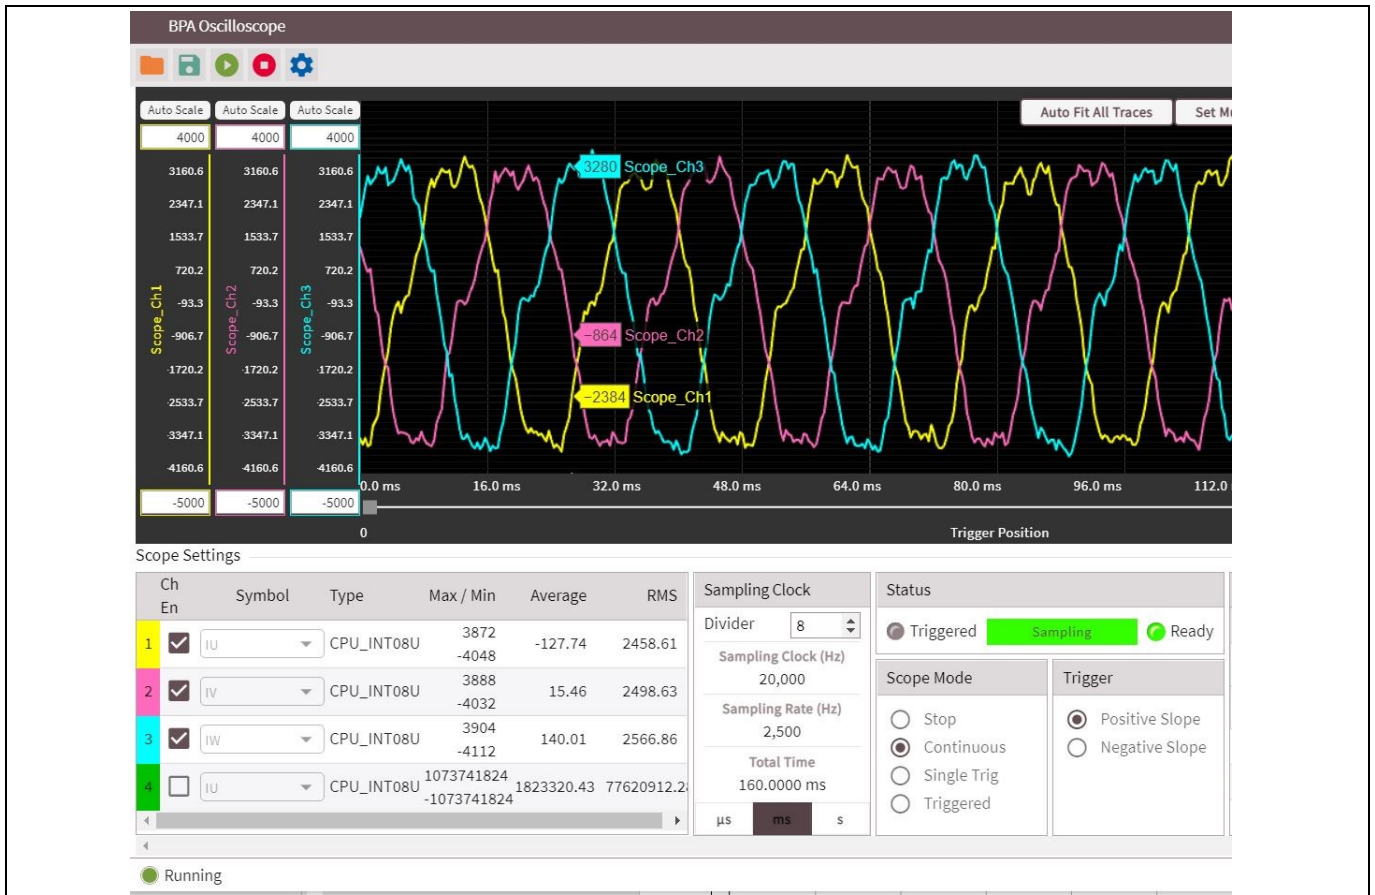 BPA Oscilloscope
Auto Scale Auto Scale Auto Scale
Auto Fit All Traces Set M
4000 4000 4000
3160.6 3160.6 3160.6
3280 Scope_Ch3
2347.1 2347.1 2347.1
1533.7 1533.7 1533.7
720.2 720.2 720.2
Scope_Ch1 Scope_Ch2 Scope_Ch3
-93.3 -93.3 -93.3
-906.7 -906.7 -906.7
-864 Scope_Ch2
-1720.2 -1720.2 -1720.2
-2533.7 -2533.7 -2533.7
-2384 Scope_Ch1
-3347.1 -3347.1 -3347.1
-4160.6 -4160.6 -4160.6
0.0 ms 16.0 ms 32.0 ms 48.0 ms 64.0 ms 80.0 ms 96.0 ms 112.0
-5000 -5000 -5000
0 Trigger Position
Scope Settings
Ch En Symbol Type Max / Min Average RMS
1 IU CPU_INT08U 3872 -4048 -127.74 2458.61
2 IV CPU_INT08U 3888 -4032 15.46 2498.63
3 IW CPU_INT08U 3904 -4112 140.01 2566.86
4 IU CPU_INT08U 1073741824 -1073741824 1823320.43 77620912.2
Sampling Clock
Divider 8
Sampling Clock (Hz)
20,000
Sampling Rate (Hz)
2,500
Total Time
160.0000 ms
µs ms s
Status
Triggered Sampling Ready
Scope Mode
Stop
Continuous
Single Trig
Triggered
Trigger
Positive Slope
Negative Slope
Running